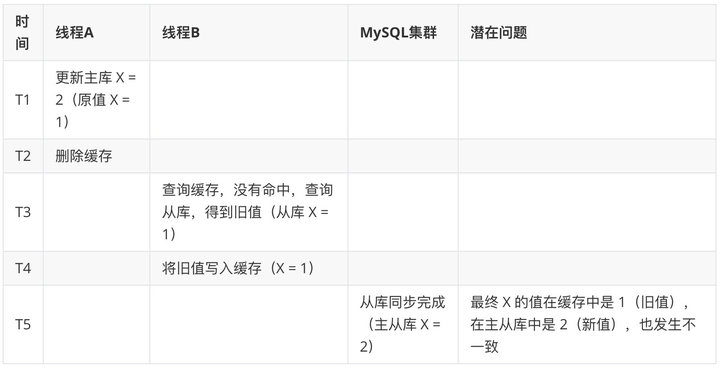 时间
线程A
线程B
MySQL集群
潜在问题
T1
更新主库 X =
2（原值 X =
1）
T2
删除缓存
T3
查询缓存，没有命中，查询
从库，得到旧值（从库 X =
1）
T4
将旧值写入缓存（X = 1）
T5
从库同步完成
（主从库 X =
2）
最终 X 的值在缓存中是 1（旧值），
在主从库中是 2（新值），也发生不
一致